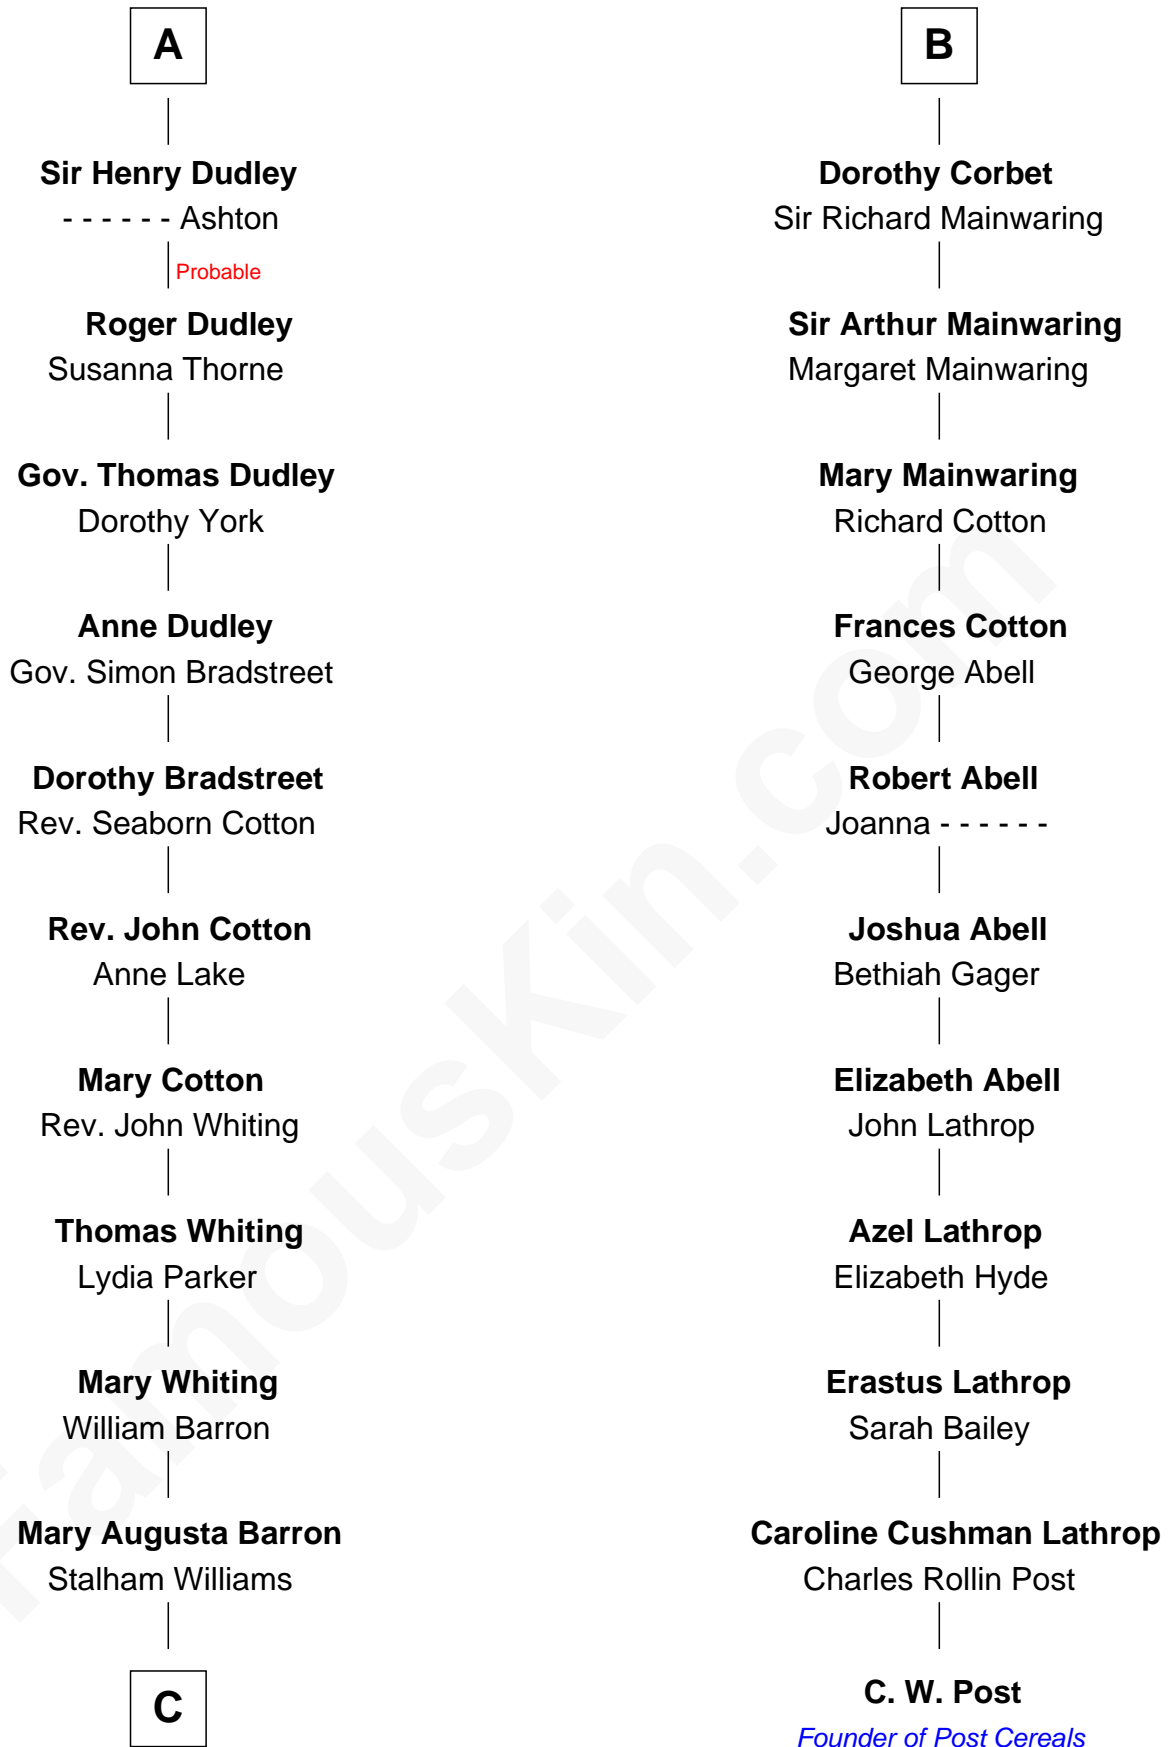 A
Sir Henry Dudley
- - - - - - Ashton
Probable
Roger Dudley
Susanna Thorne
Gov. Thomas Dudley
Dorothy York
Anne Dudley
Gov. Simon Bradstreet
Dorothy Bradstreet
Rev. Seaborn Cotton
Rev. John Cotton
Anne Lake
Mary Cotton
Rev. John Whiting
Thomas Whiting
Lydia Parker
Mary Whiting
William Barron
Mary Augusta Barron
Stalham Williams
C
B
Dorothy Corbet
Sir Richard Mainwaring
Sir Arthur Mainwaring
Margaret Mainwaring
Mary Mainwaring
Richard Cotton
Frances Cotton
George Abell
Robert Abell
Joanna - - - - - -
Joshua Abell
Bethiah Gager
Elizabeth Abell
John Lathrop
Azel Lathrop
Elizabeth Hyde
Erastus Lathrop
Sarah Bailey
Caroline Cushman Lathrop
Charles Rollin Post
C. W. Post
Founder of Post Cereals
FamousKin.com